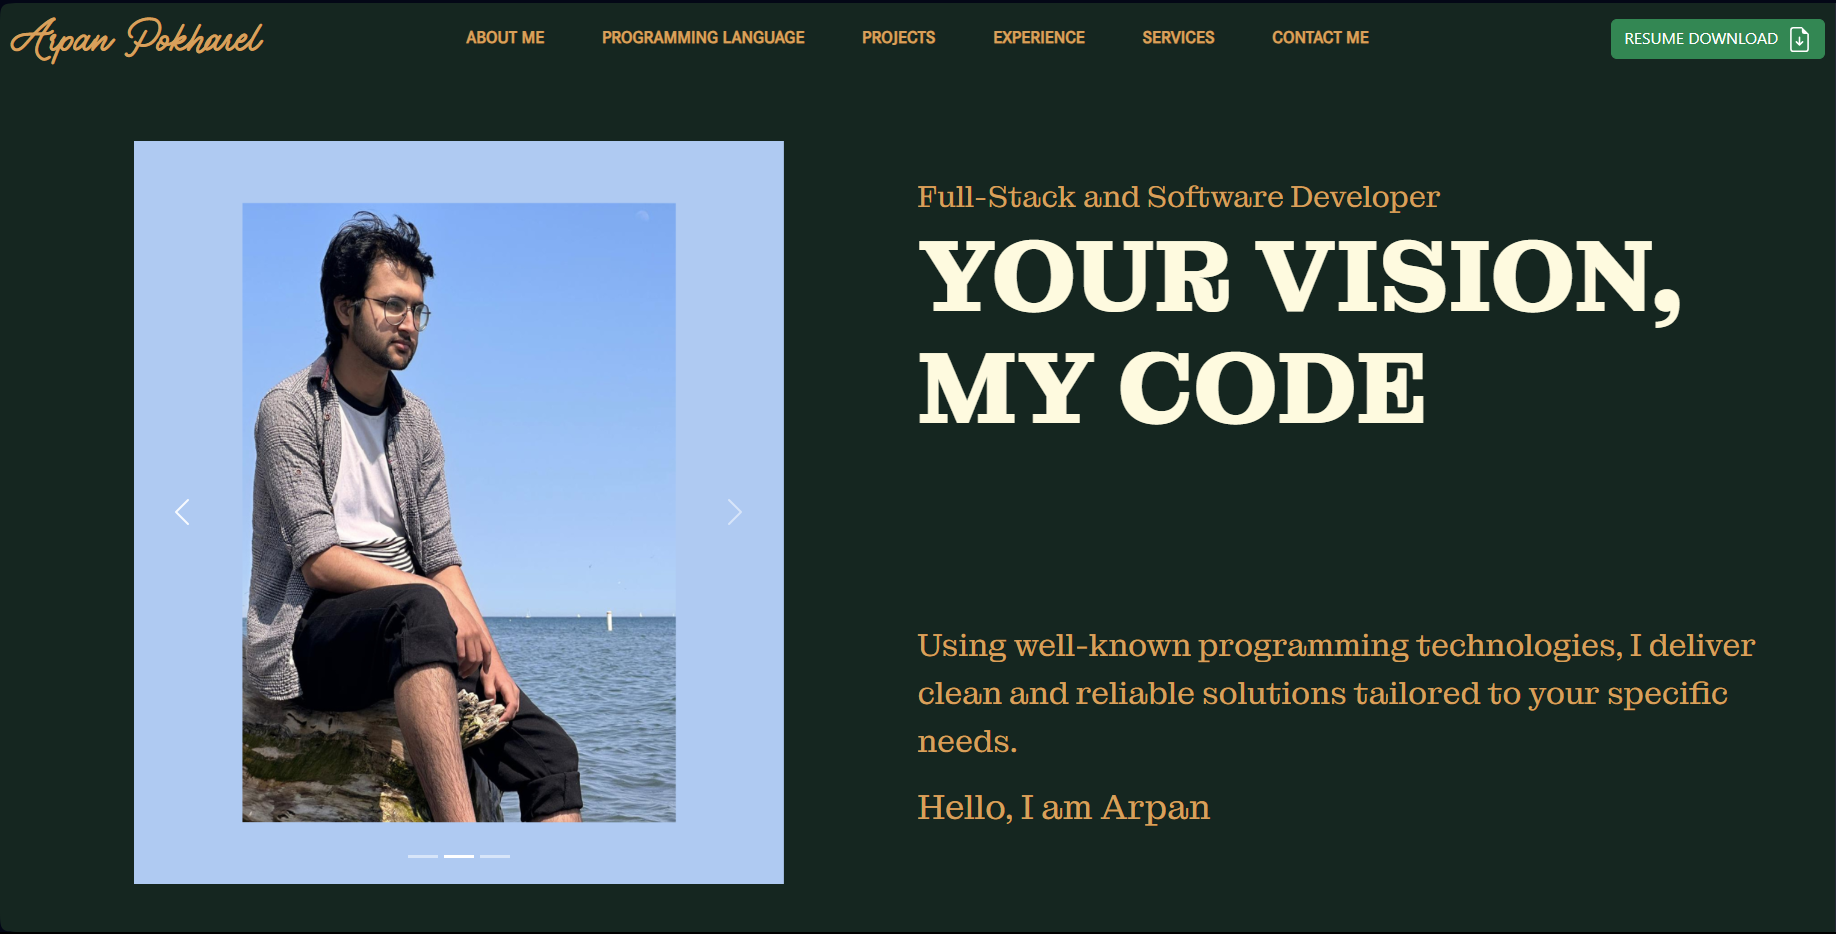 Arpan Pokharel
ABOUT ME
PROGRAMMING LANGUAGE
PROJECTS
EXPERIENCE
SERVICES
CONTACT ME
RESUME DOWNLOAD
Full-Stack and Software Developer
YOUR VISION,
MY CODE
Using well-known programming technologies, I deliver
clean and reliable solutions tailored to your specific
needs.
Hello, I am Arpan